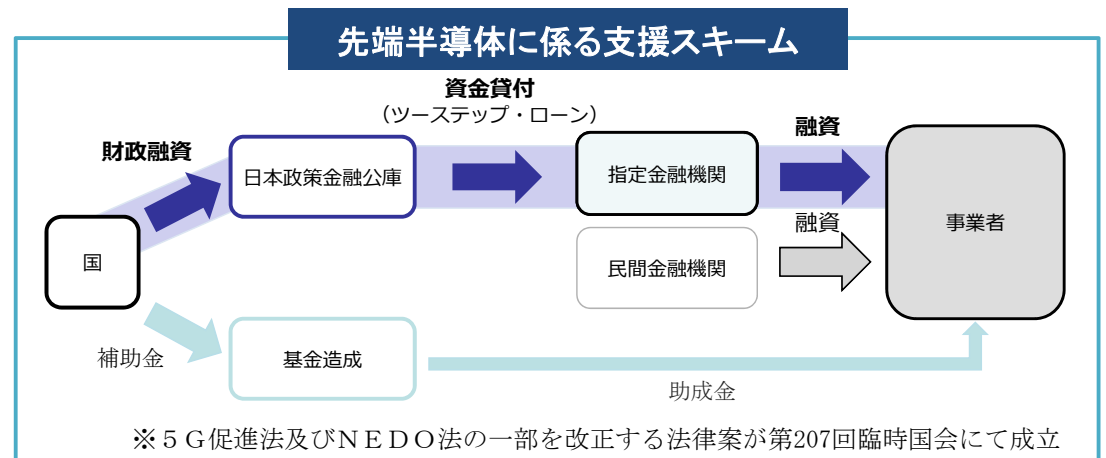 先端半導体に係る支援スキーム
資金貸付
（ツーステップ・ローン）
融資
財政融資
日本政策金融公庫
指定金融機関
融資
事業者
国
民間金融機関
補助金
基金造成
助成金
※５Ｇ促進法及びＮＥＤＯ法の一部を改正する法律案が第207回臨時国会にて成立